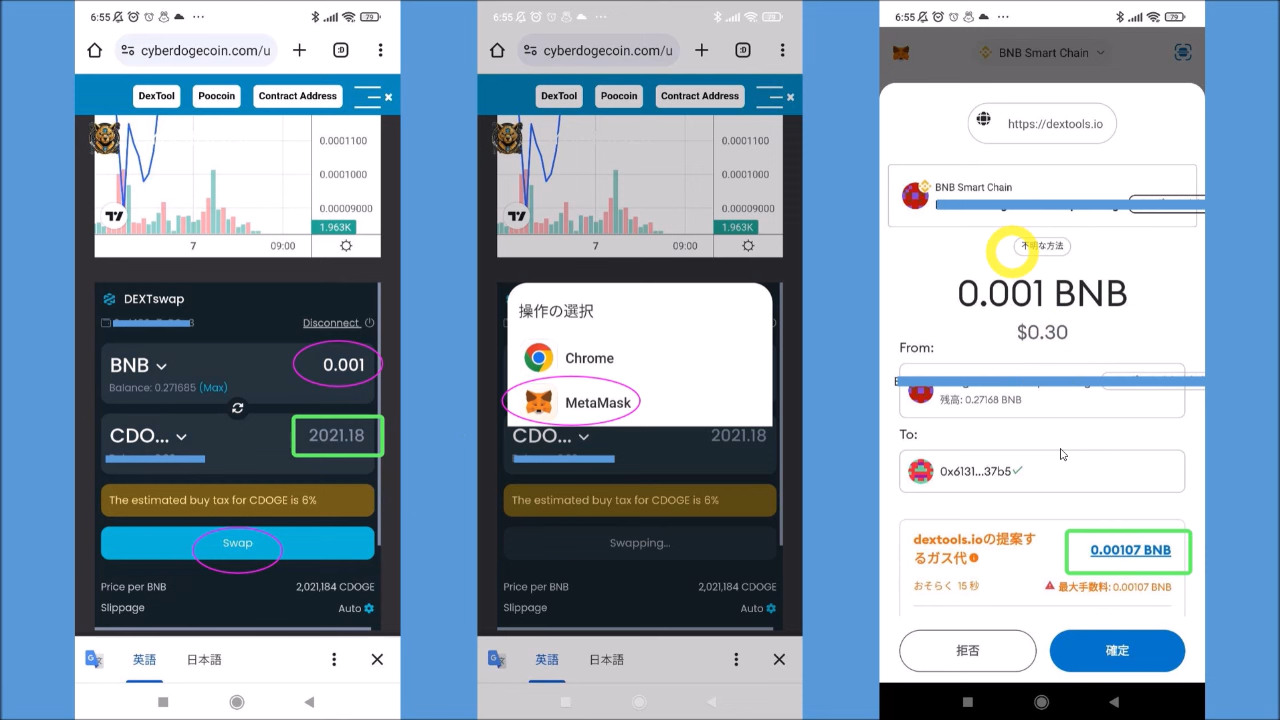 6:55
79
cyberdogecoin.com/u
:D
DexTool
Poocoin
Contract Address
0.0001100
0.0001000
0.00009000
1.963K
7
09:00
DEXTswap
Disconnect
BNB
0.001
Balance: 0.271685 (Max)
CDO...
2021.18
The estimated buy tax for CDOGE is 6%
Swap
Price per BNB
2,021,184 CDOGE
Slippage
Auto
英語
日本語
6:55
79
cyberdogecoin.com/u
:D
DexTool
Poocoin
Contract Address
0.0001100
0.0001000
0.00009000
1.963K
7
09:00
操作の選択
Chrome
MetaMask
CDO...
2021.18
The estimated buy tax for CDOGE is 6%
Swapping...
Price per BNB
2,021,184 CDOGE
Slippage
Auto
英語
日本語
6:55
79
BNB Smart Chain
https://dextools.io
BNB Smart Chain
不明な方法
0.001 BNB
$0.30
From:
残高: 0.27168 BNB
To:
0x6131...37b5
dextools.ioの提案す
るガス代
0.00107 BNB
おそらく 15 秒
最大手数料: 0.00107 BNB
拒否
確定